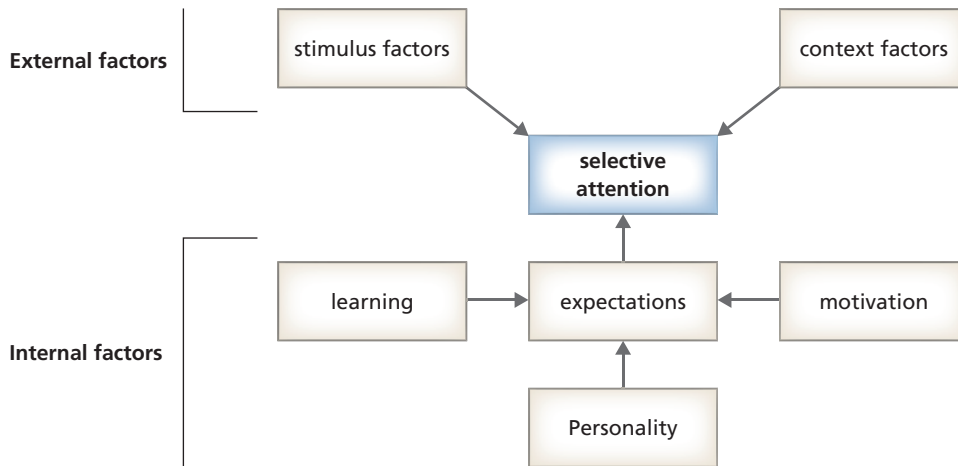 External factors
stimulus factors
context factors
selective
attention
Internal factors
learning
expectations
motivation
Personality